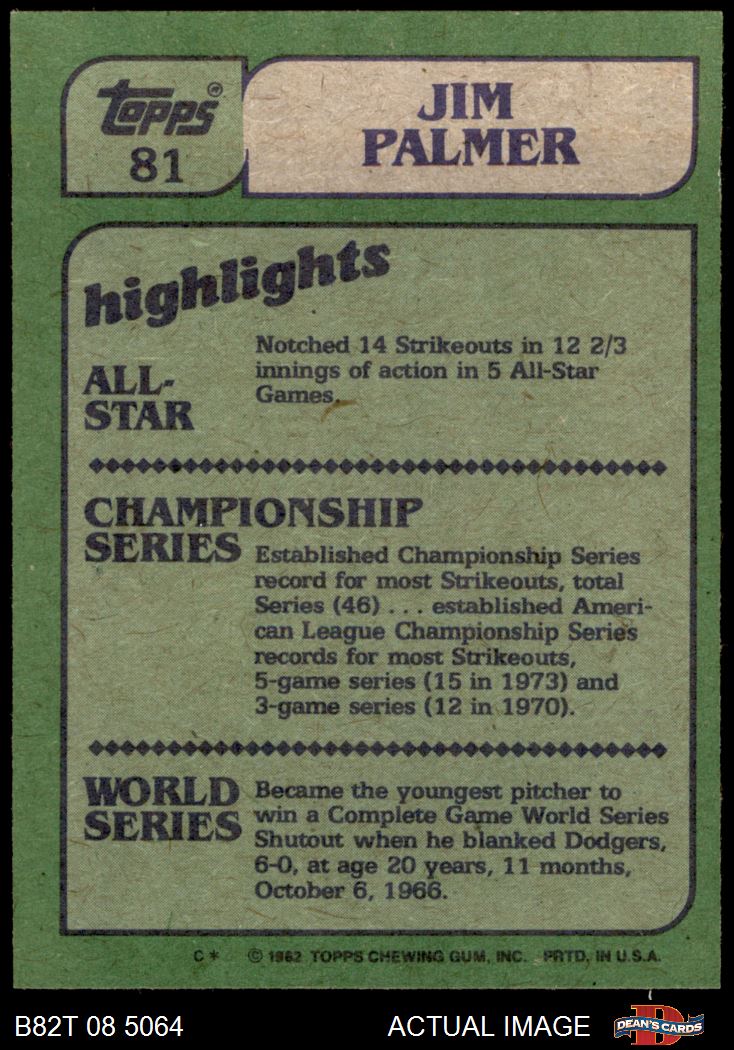 topps®
81
JIM
PALMER
highlights
ALL-
STAR
Notched 14 Strikeouts in 12 2/3
innings of action in 5 All-Star
Games.
CHAMPIONSHIP
SERIES
Established Championship Series
record for most Strikeouts, total
Series (46) . . . established Ameri-
can League Championship Series
records for most Strikeouts,
5-game series (15 in 1973) and
3-game series (12 in 1970).
WORLD
SERIES
Became the youngest pitcher to
win a Complete Game World Series
Shutout when he blanked Dodgers,
6-0, at age 20 years, 11 months,
October 6, 1966.
C* © 1982 TOPPS CHEWING GUM, INC. PRTD, IN U.S.A.
B82T 08 5064
ACTUAL IMAGE
D
DEAN'S CARDS